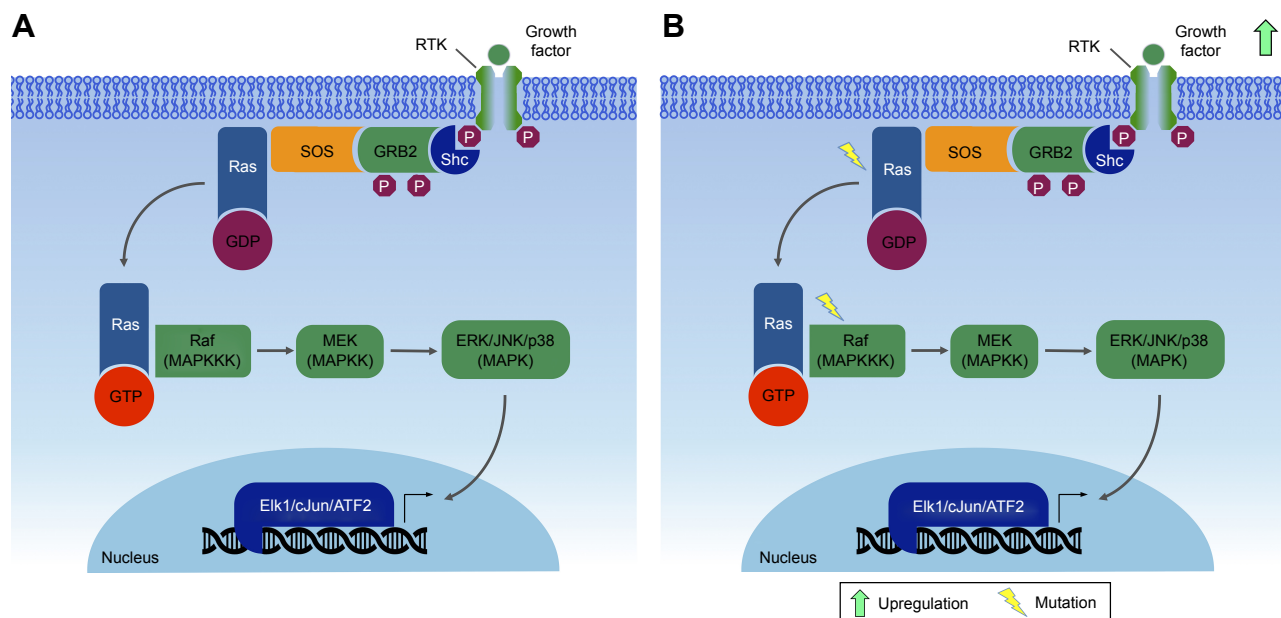 A
RTK
Growth
factor
P
P
Ras
SOS
GRB2
Shc
P
P
GDP
Ras
Raf
(MAPKKK)
MEK
(MAPKK)
ERK/JNK/p38
(MAPK)
GTP
Elk1/cJun/ATF2
Nucleus
B
RTK
Growth
factor
P
P
Ras
SOS
GRB2
Shc
P
P
GDP
Ras
Raf
(MAPKKK)
MEK
(MAPKK)
ERK/JNK/p38
(MAPK)
GTP
Elk1/cJun/ATF2
Nucleus
Upregulation
Mutation